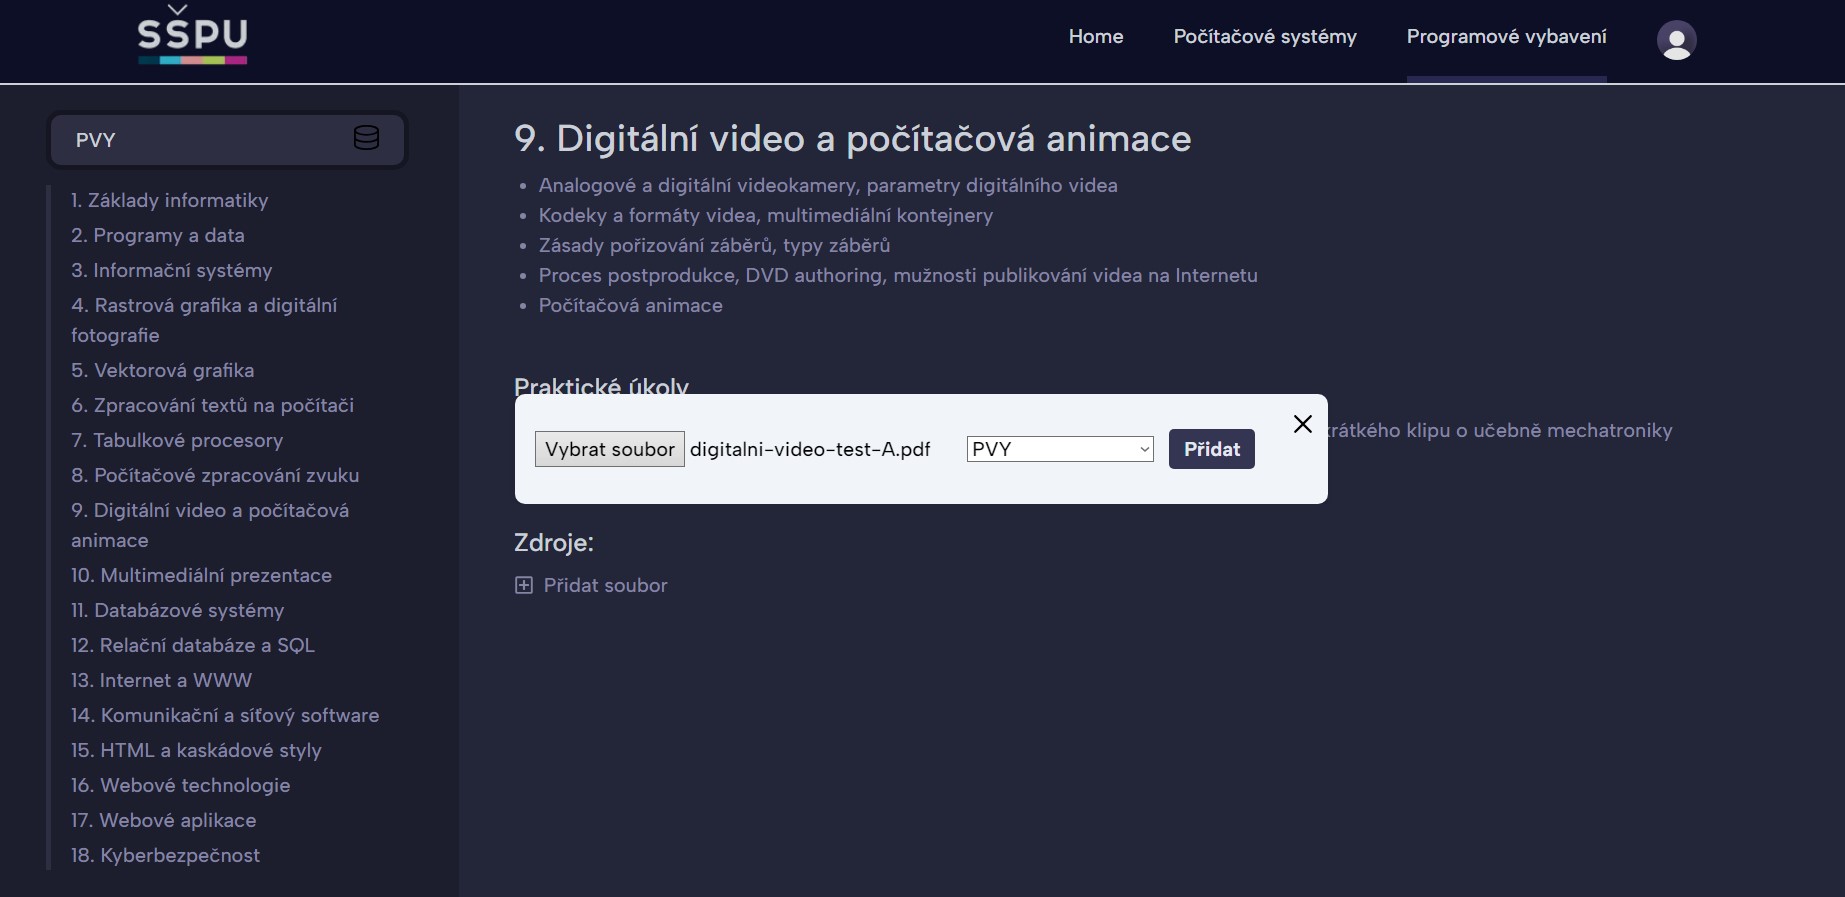 SŠPU
Home
Počítačové systémy
Programové vybavení
PVY
1. Základy informatiky
2. Programy a data
3. Informační systémy
4. Rastrová grafika a digitální
fotografie
5. Vektorová grafika
6. Zpracování textů na počítači
7. Tabulkové procesory
8. Počítačové zpracování zvuku
9. Digitální video a počítačová
animace
10. Multimediální prezentace
11. Databázové systémy
12. Relační databáze a SQL
13. Internet a WWW
14. Komunikační a síťový software
15. HTML a kaskádové styly
16. Webové technologie
17. Webové aplikace
18. Kyberbezpečnost
9. Digitální video a počítačová animace
• Analogové a digitální videokamery, parametry digitálního videa
• Kodeky a formáty videa, multimediální kontejnery
• Zásady pořizování záběrů, typy záběrů
• Proces postprodukce, DVD authoring, mužnosti publikování videa na Internetu
• Počítačová animace
Praktické úkoly
krátkého klipu o učebně mechatroniky
Vybrat soubor digitalni-video-test-A.pdf PVY Přidat
Zdroje:
Přidat soubor